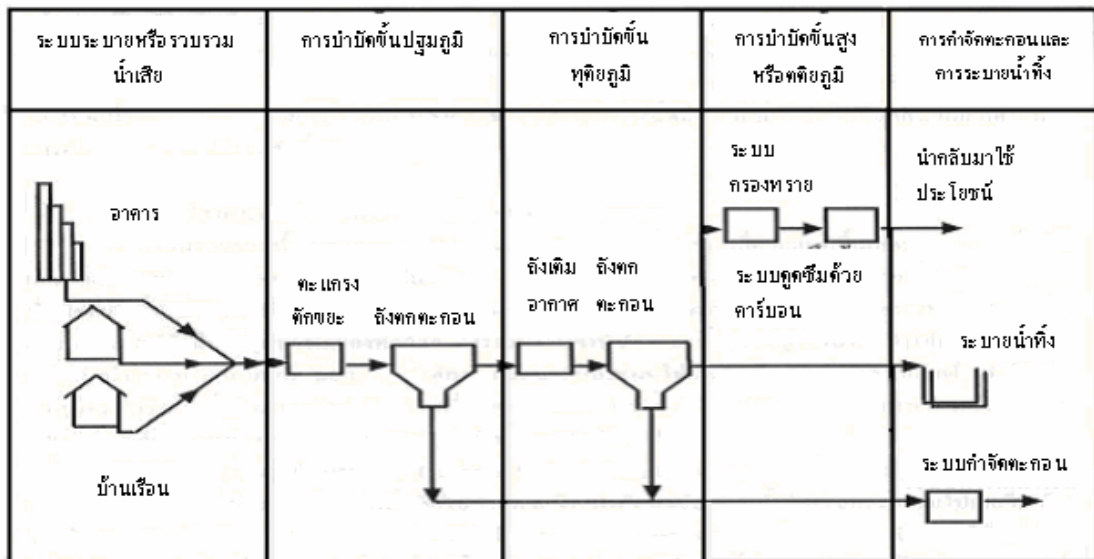 ระบบระบายหรือรวบรวม
น้ำเสีย
การบำบัดขั้นปฐมภูมิ
การบำบัดขั้น
ทุติยภูมิ
การบำบัดขั้นสูง
หรือตติยภูมิ
การกำจัดตะกอนและ
การระบายน้ำทิ้ง
อาคาร
บ้านเรือน
ตะแกรง
ดักขยะ
ถังตกตะกอน
ถังเติม
อากาศ
ถังตก
ตะกอน
ระบบ
กรองทราย
ระบบดูดซึมด้วย
คาร์บอน
นำกลับมาใช้
ประโยชน์
ระบายน้ำทิ้ง
ระบบกำจัดตะกอน